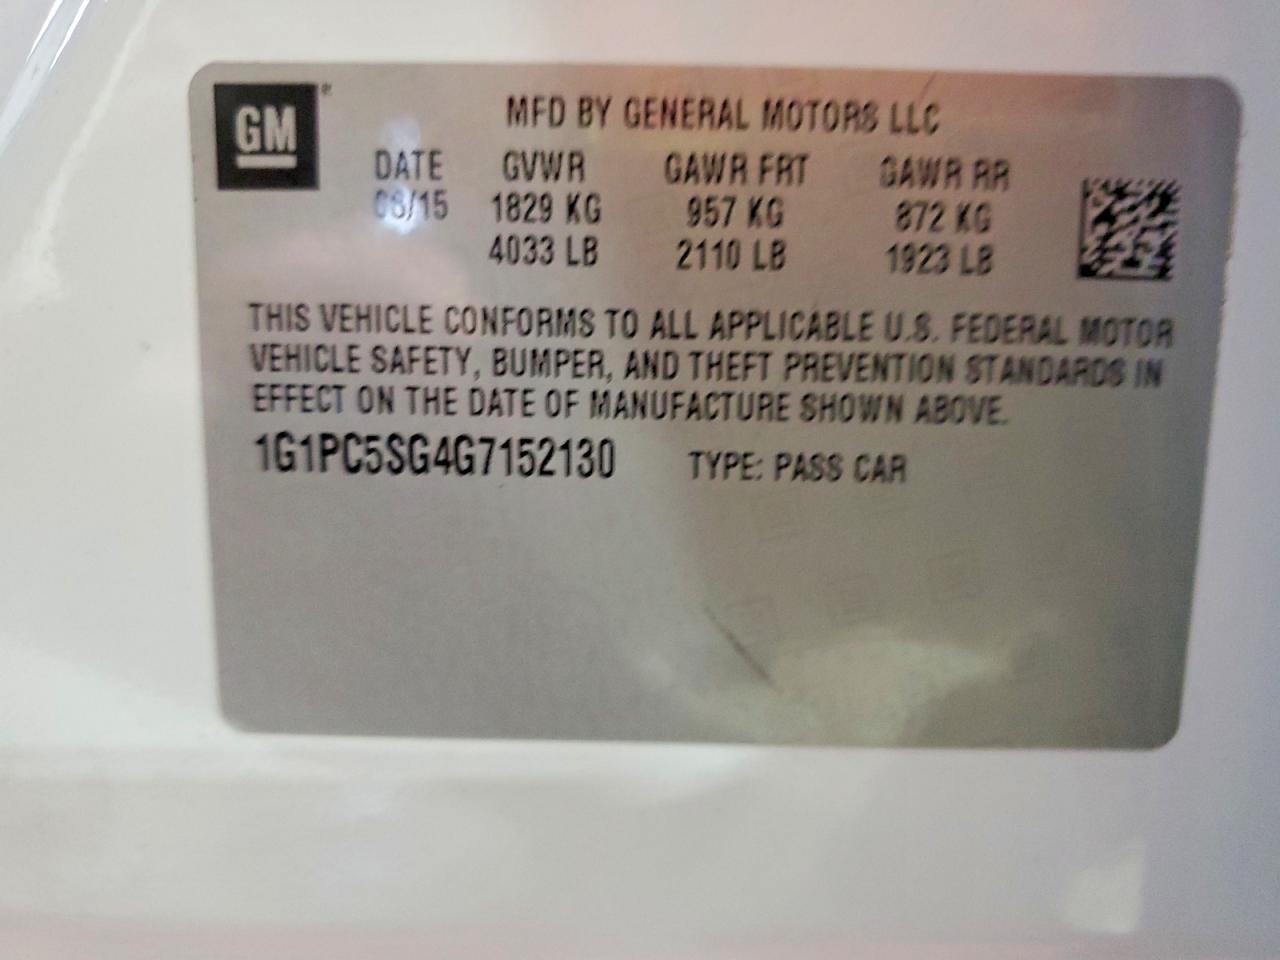 GM
MFD BY GENERAL MOTORS LLC
DATE GVWR GAWR FRT GAWR RR
08/15 1829 KG 957 KG 872 KG
4033 LB 2110 LB 1923 LB
THIS VEHICLE CONFORMS TO ALL APPLICABLE U.S. FEDERAL MOTOR
VEHICLE SAFETY, BUMPER, AND THEFT PREVENTION STANDARDS IN
EFFECT ON THE DATE OF MANUFACTURE SHOWN ABOVE.
1G1PC5SG4G7152130 TYPE: PASS CAR